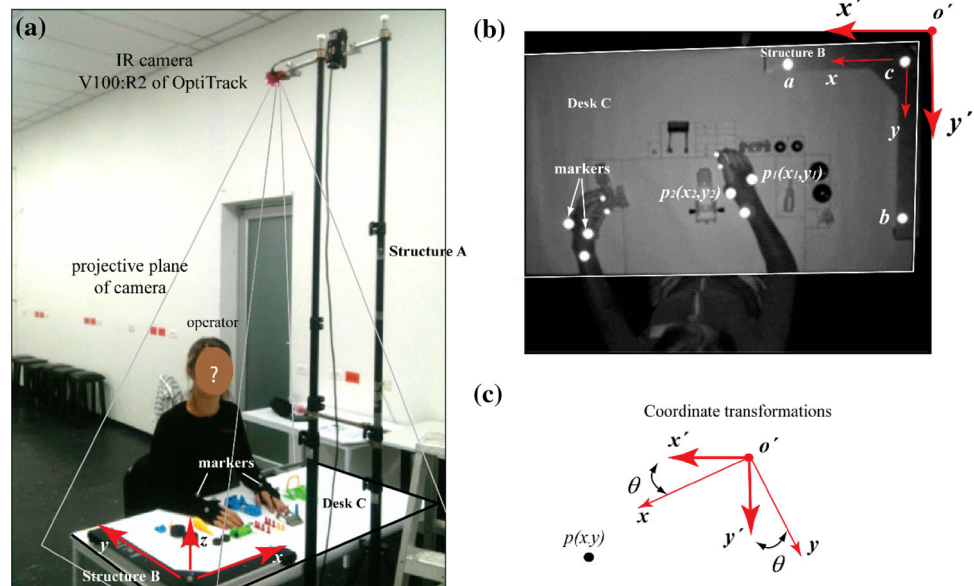 (a)
IR camera
V100:R2 of OptiTrack
Structure A
projective plane
of camera
operator
?
markers
Desk C
y
z
x
Structure B
(b)
x´
o´
Structure B
a
x
c
Desk C
y
y´
markers
p₁(x₁,y₁)
p₂(x₂,y₂)
b
(c)
Coordinate transformations
x´
o´
θ
x
y´
y
p(x,y)
θ